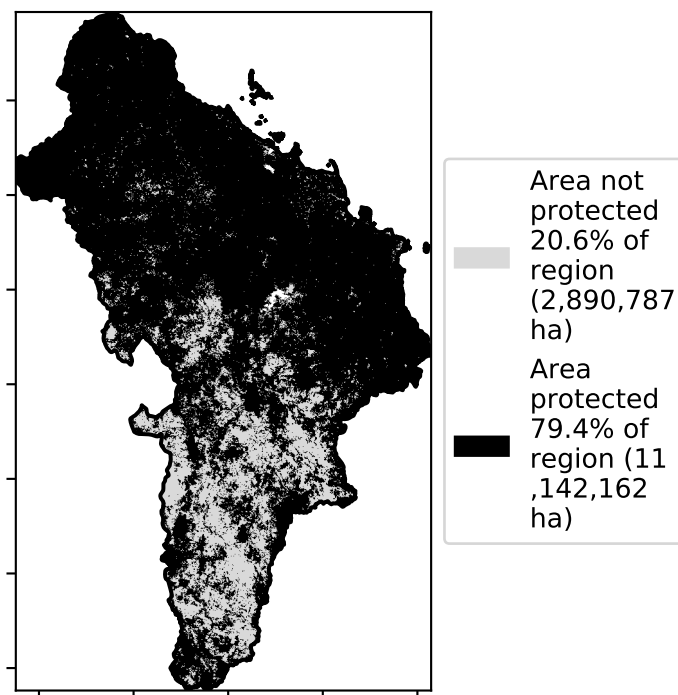 Area not
protected
20.6% of
region
(2,890,787
ha)
Area
protected
79.4% of
region (11
,142,162
ha)